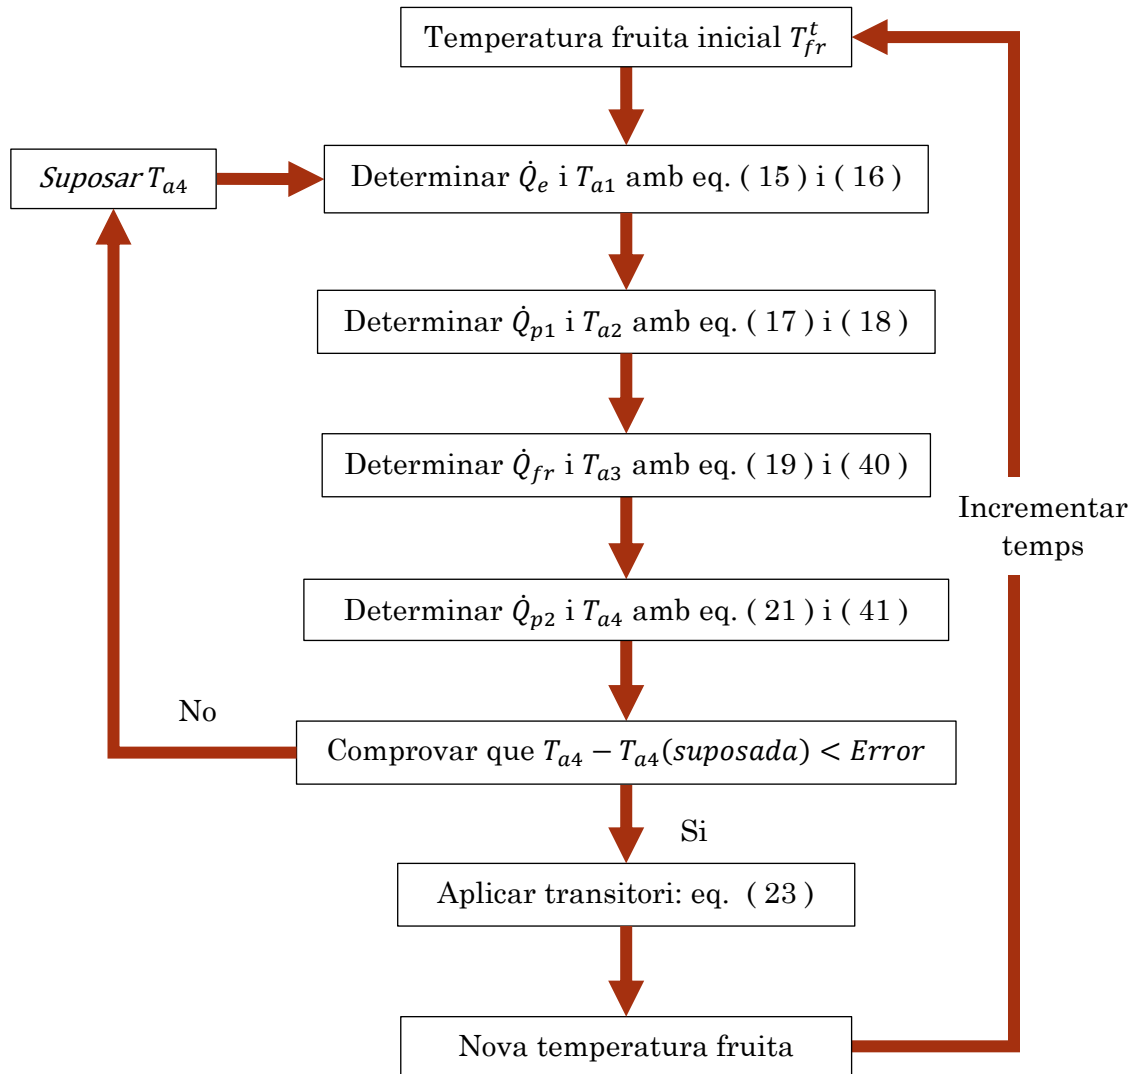 Temperatura fruita inicial $T_{fr}^{t}$
Suposar $T_{a4}$
Determinar $\dot{Q}_e$ i $T_{a1}$ amb eq. ( 15 ) i ( 16 )
Determinar $\dot{Q}_{p1}$ i $T_{a2}$ amb eq. ( 17 ) i ( 18 )
Determinar $\dot{Q}_{fr}$ i $T_{a3}$ amb eq. ( 19 ) i ( 40 )
Incrementar
temps
Determinar $\dot{Q}_{p2}$ i $T_{a4}$ amb eq. ( 21 ) i ( 41 )
No
Comprovar que $T_{a4} - T_{a4}(suposada) < Error$
Si
Aplicar transitori: eq. ( 23 )
Nova temperatura fruita